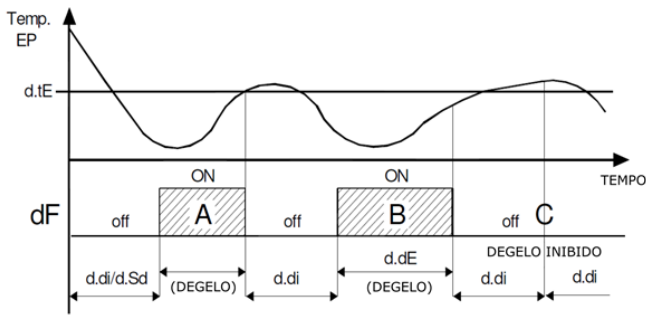 Temp.
EP
d.tE
TEMPO
ON
ON
dF
off
A
off
B
off
C
DEGELO INIBIDO
d.dE
d.di/d.Sd
(DEGELO)
d.di
(DEGELO)
d.di
d.di